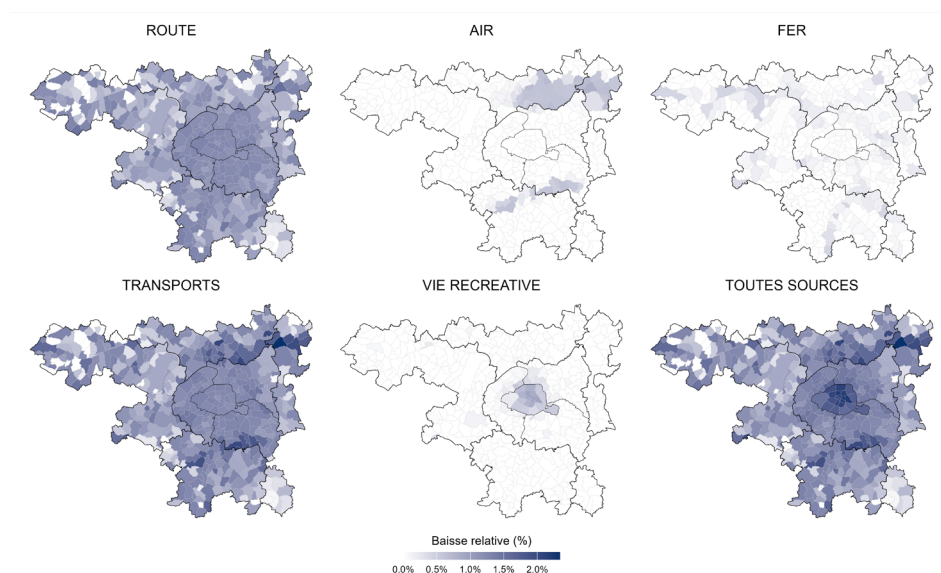 ROUTE
AIR
FER
TRANSPORTS
VIE RECREATIVE
TOUTES SOURCES
Baisse relative (%)
0.0% 0.5% 1.0% 1.5% 2.0%